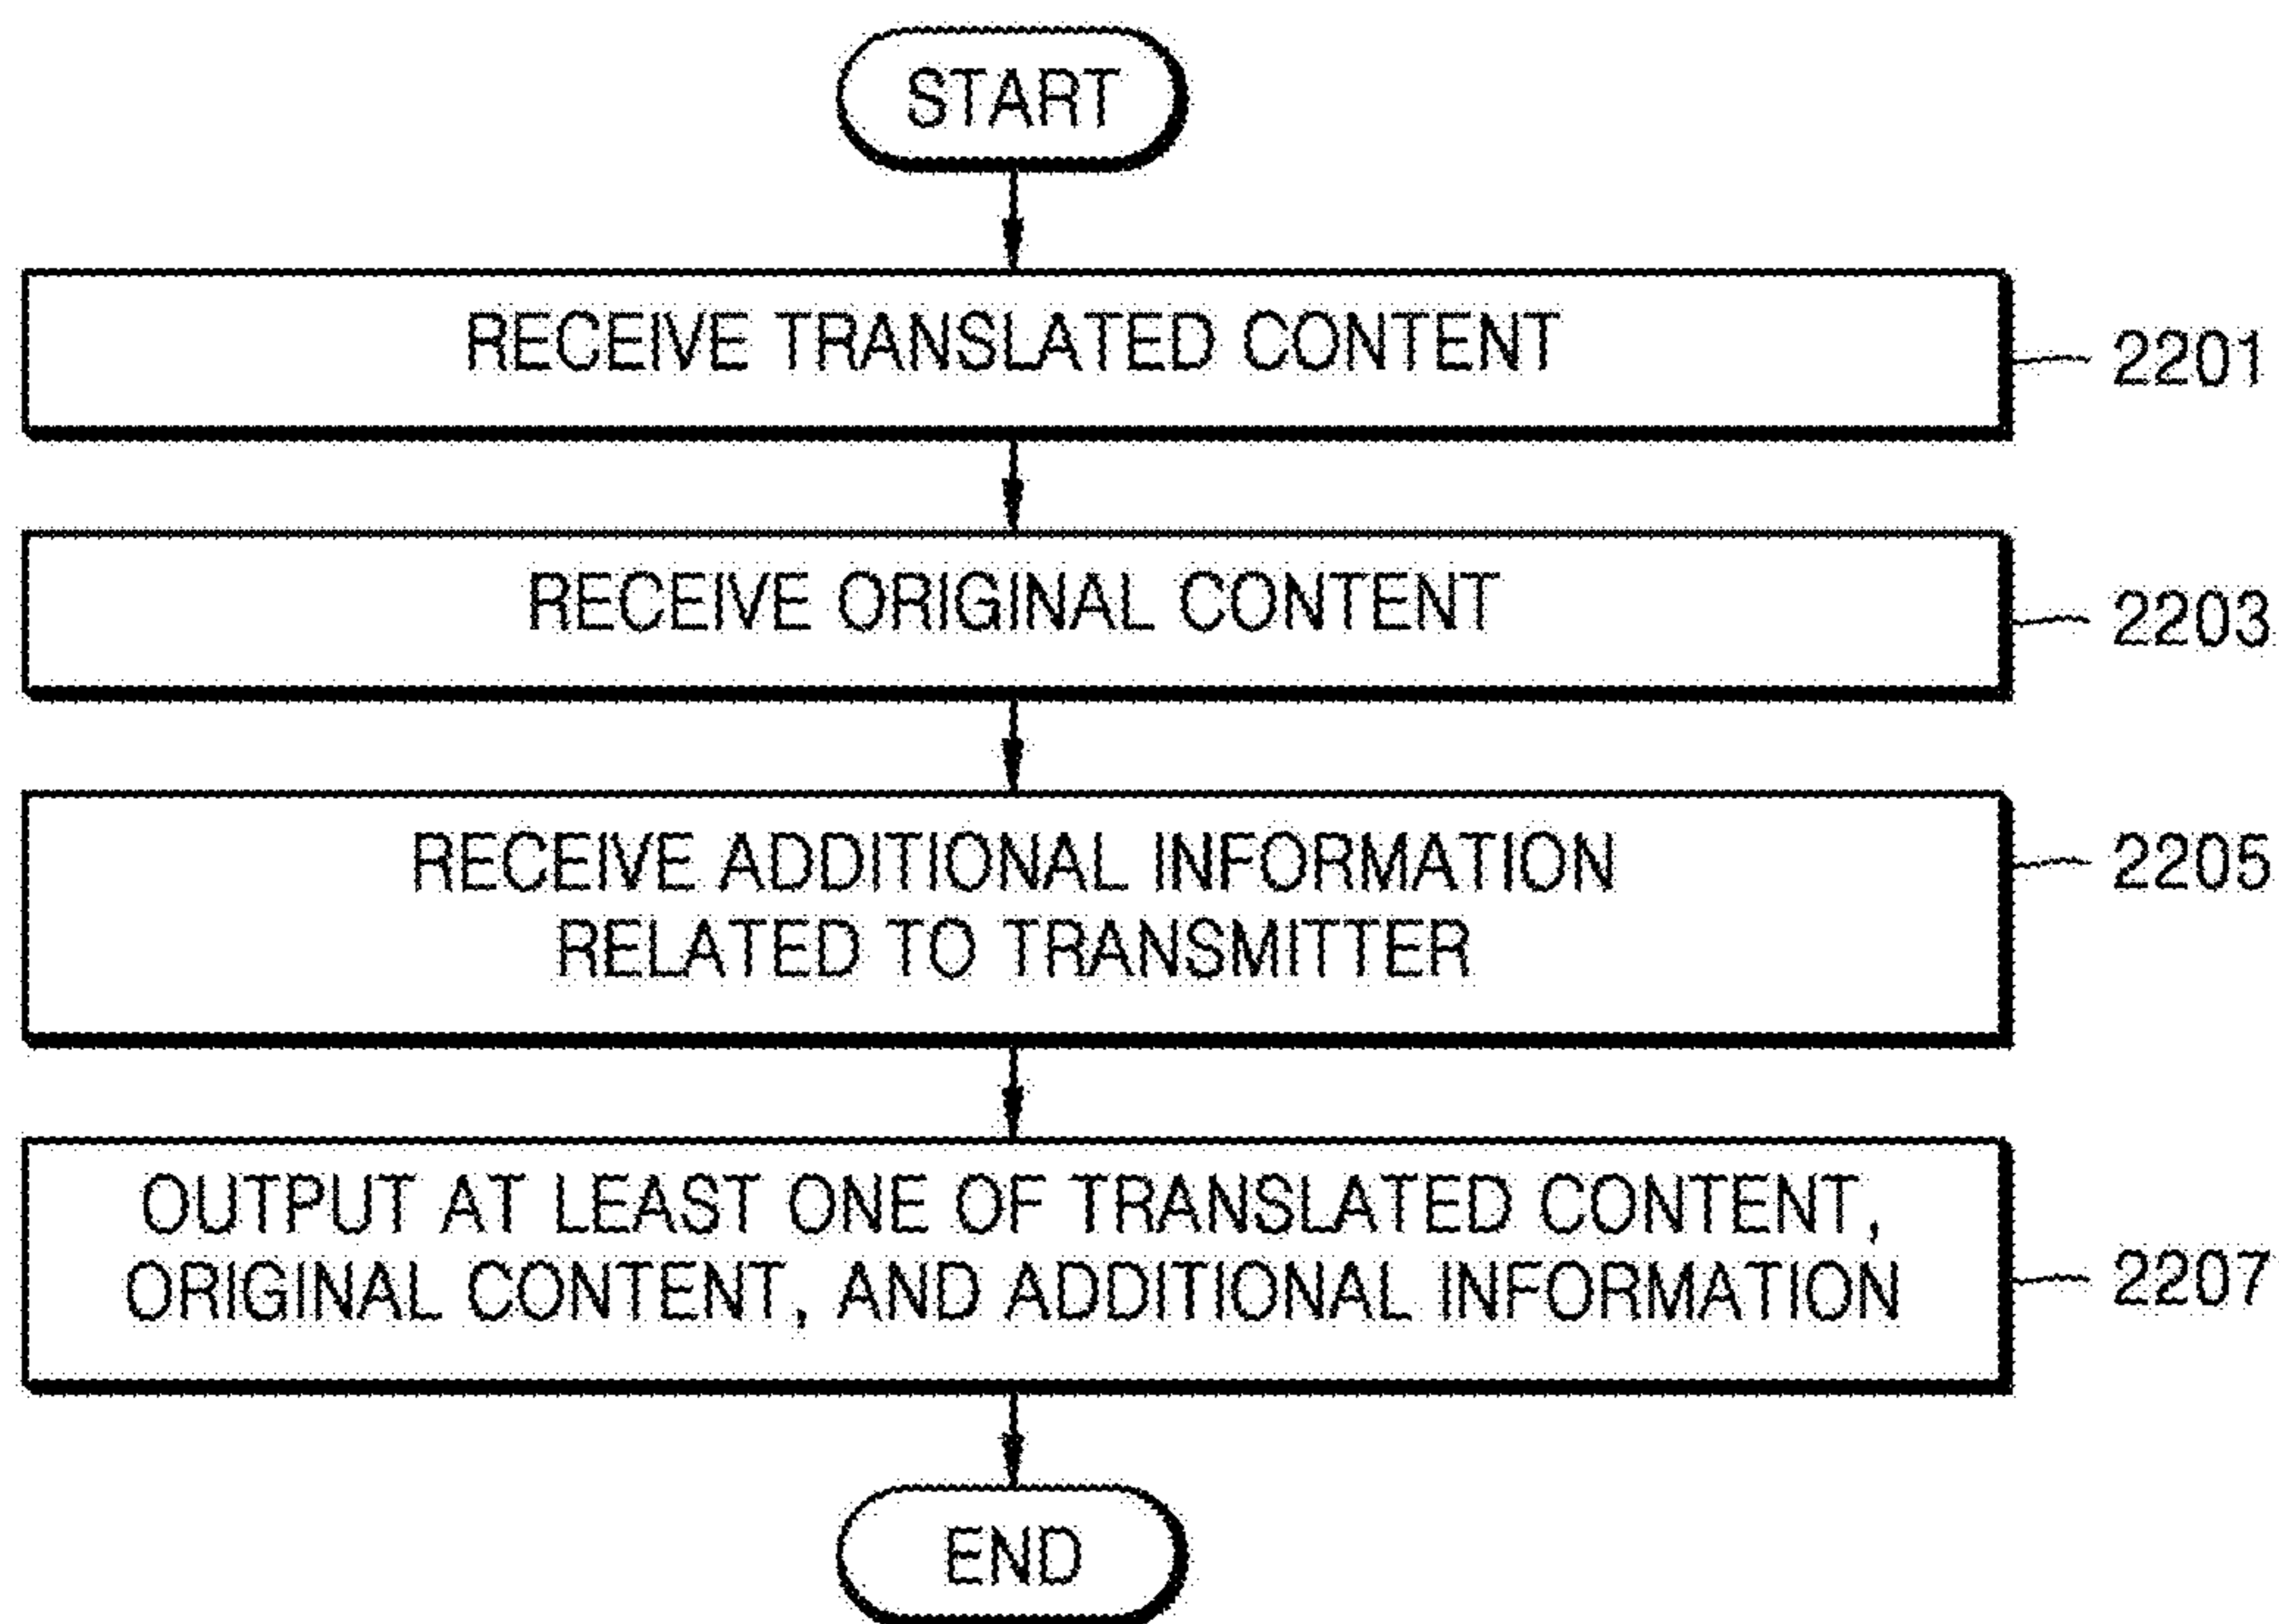 START
RECEIVE TRANSLATED CONTENT
2201
RECEIVE ORIGINAL CONTENT
2203
RECEIVE ADDITIONAL INFORMATION
RELATED TO TRANSMITTER
2205
OUTPUT AT LEAST ONE OF TRANSLATED CONTENT,
ORIGINAL CONTENT, AND ADDITIONAL INFORMATION
2207
END